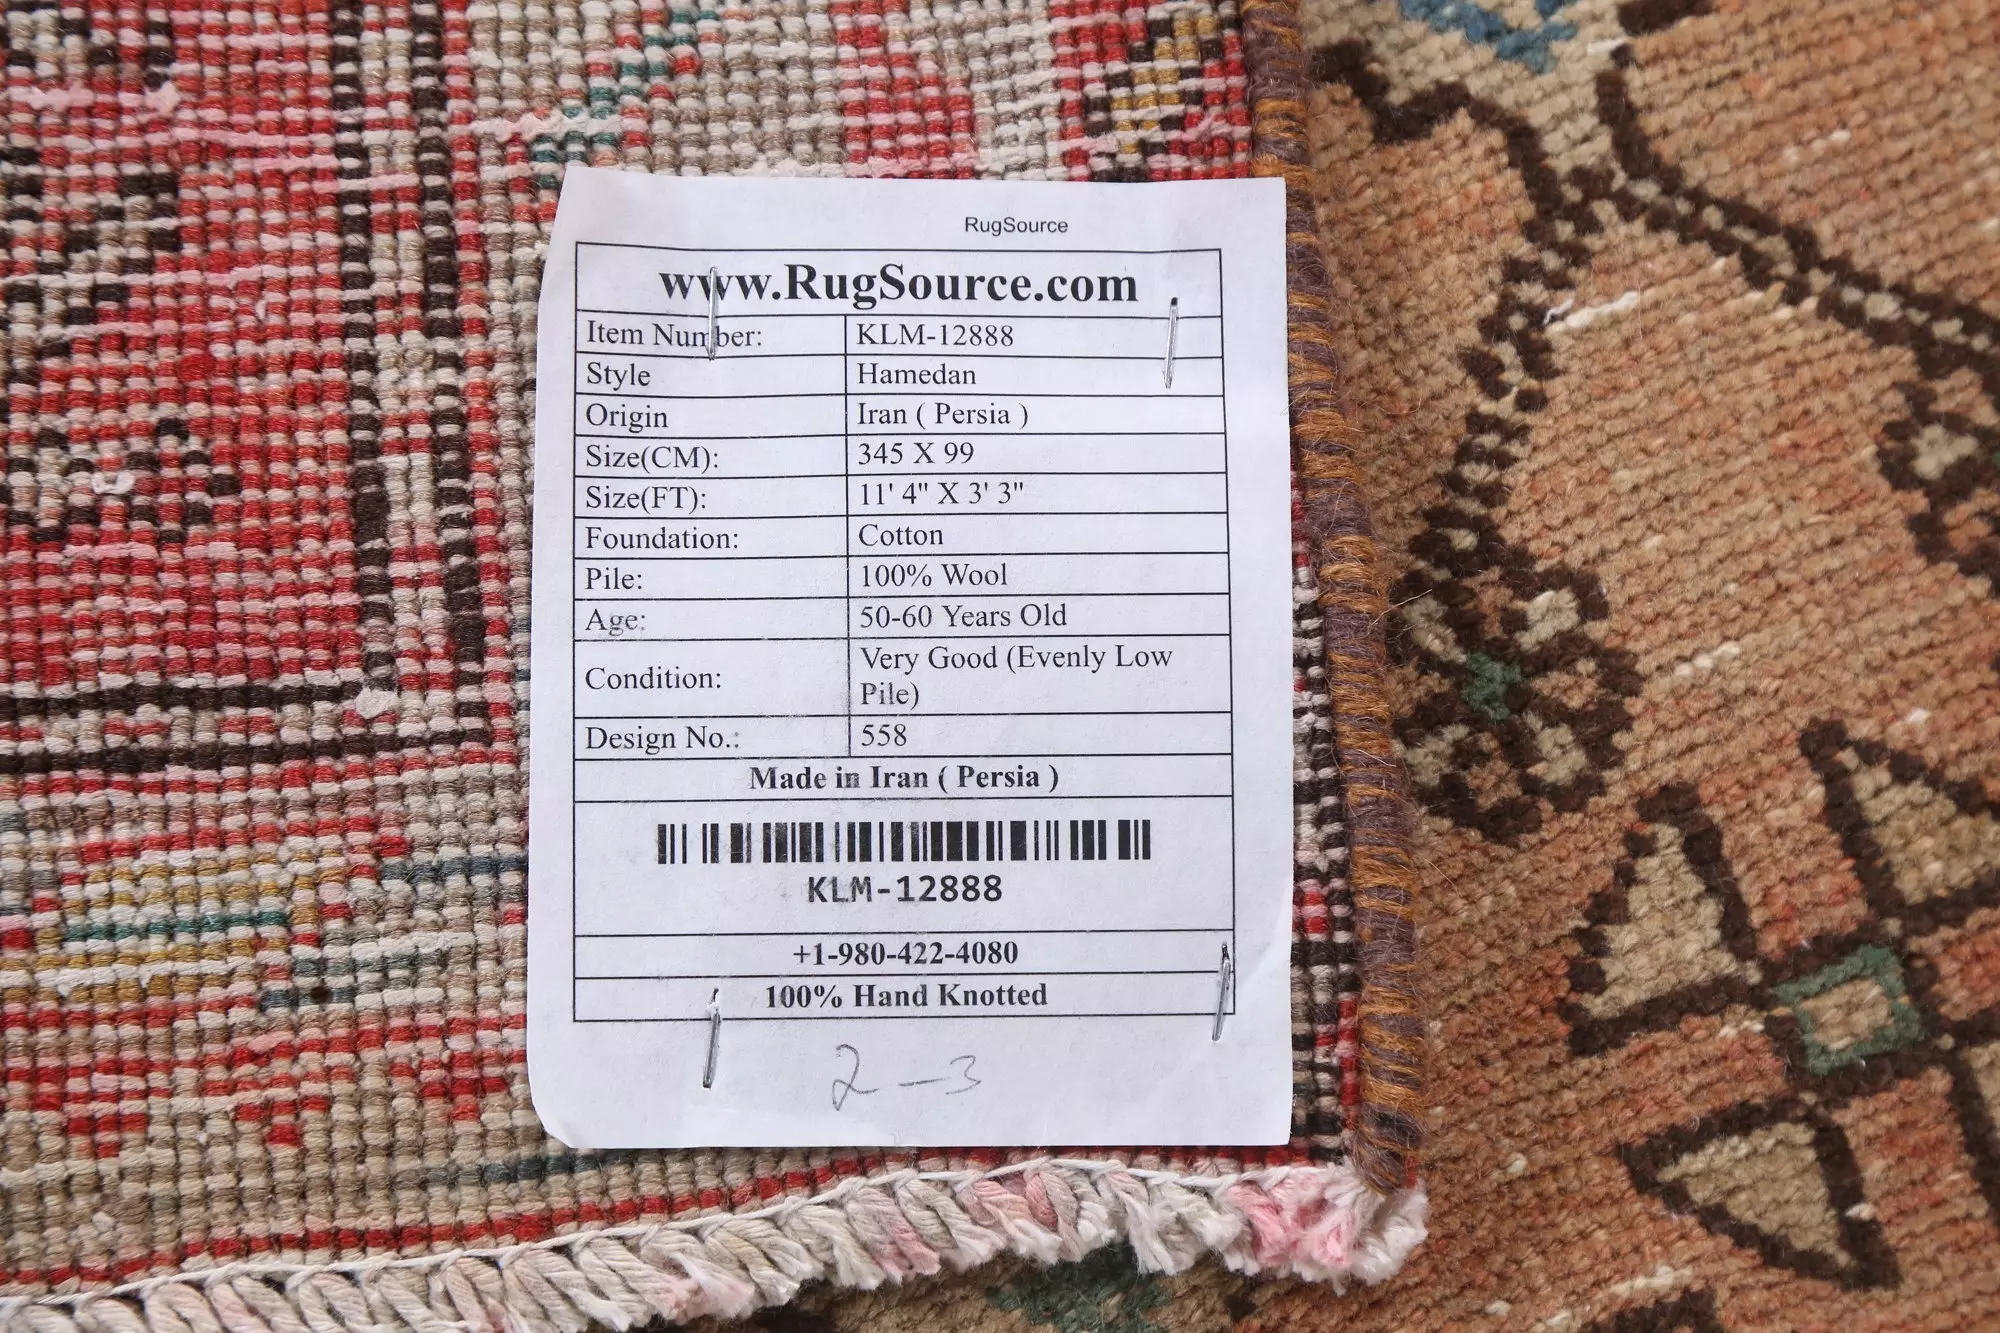 RugSource
www.RugSource.com
Item Number: KLM-12888
Style Hamedan
Origin Iran ( Persia )
Size(CM): 345 X 99
Size(FT): 11' 4" X 3' 3"
Foundation: Cotton
Pile: 100% Wool
Age: 50-60 Years Old
Condition: Very Good (Evenly Low
Pile)
Design No.: 558
Made in Iran ( Persia )
KLM-12888
+1-980-422-4080
100% Hand Knotted
2-3